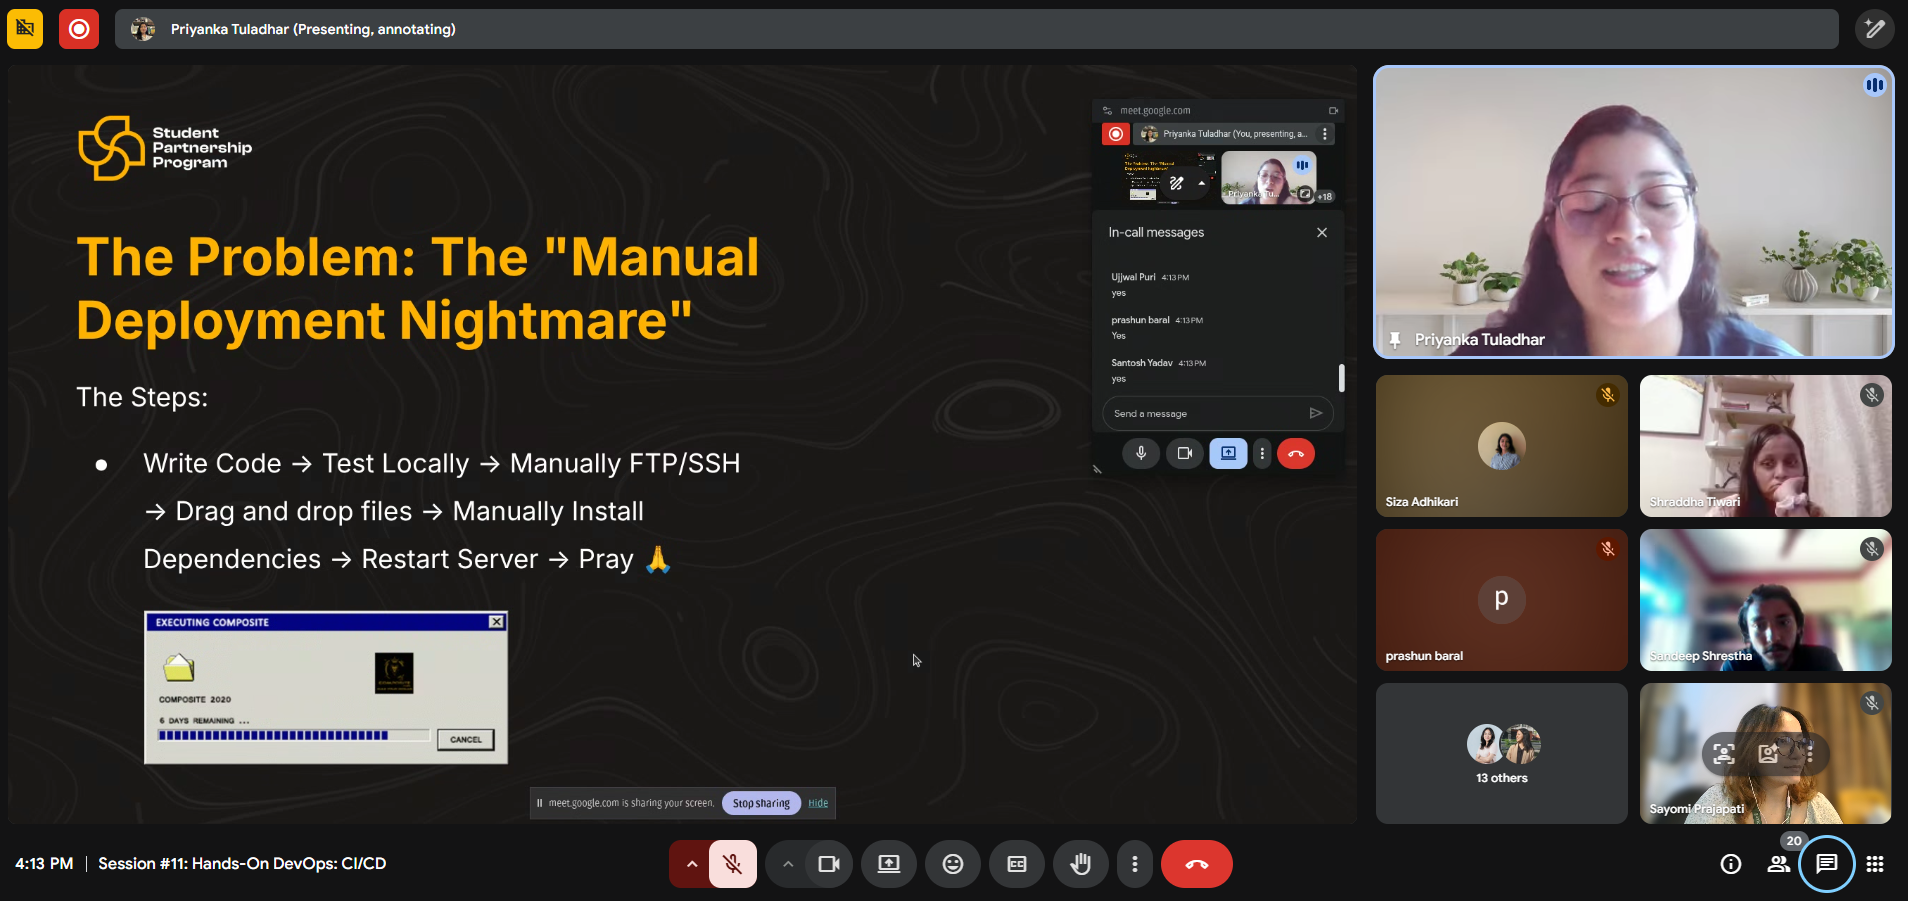 Priyanka Tuladhar (Presenting, annotating)
Student
Partnership
Program
The Problem: The "Manual
Deployment Nightmare"
The Steps:
● Write Code → Test Locally → Manually FTP/SSH
→ Drag and drop files → Manually Install
Dependencies → Restart Server → Pray 🙏
EXECUTING COMPOSITE
COMPOSITE 2020
6 DAYS REMAINING ...
CANCEL
meet.google.com
Priyanka Tuladhar (You, presenting, a...
Priyanka Tu...
+18
In-call messages
Ujjwal Puri 4:13 PM
yes
prashun baral 4:13 PM
Yes
Santosh Yadav 4:13 PM
yes
Send a message
meet.google.com is sharing your screen.
Stop sharing
Hide
Priyanka Tuladhar
Siza Adhikari
Shraddha Tiwari
p
prashun baral
Sandeep Shrestha
13 others
Sayomi Prajapati
4:13 PM | Session #11: Hands-On DevOps: CI/CD
20